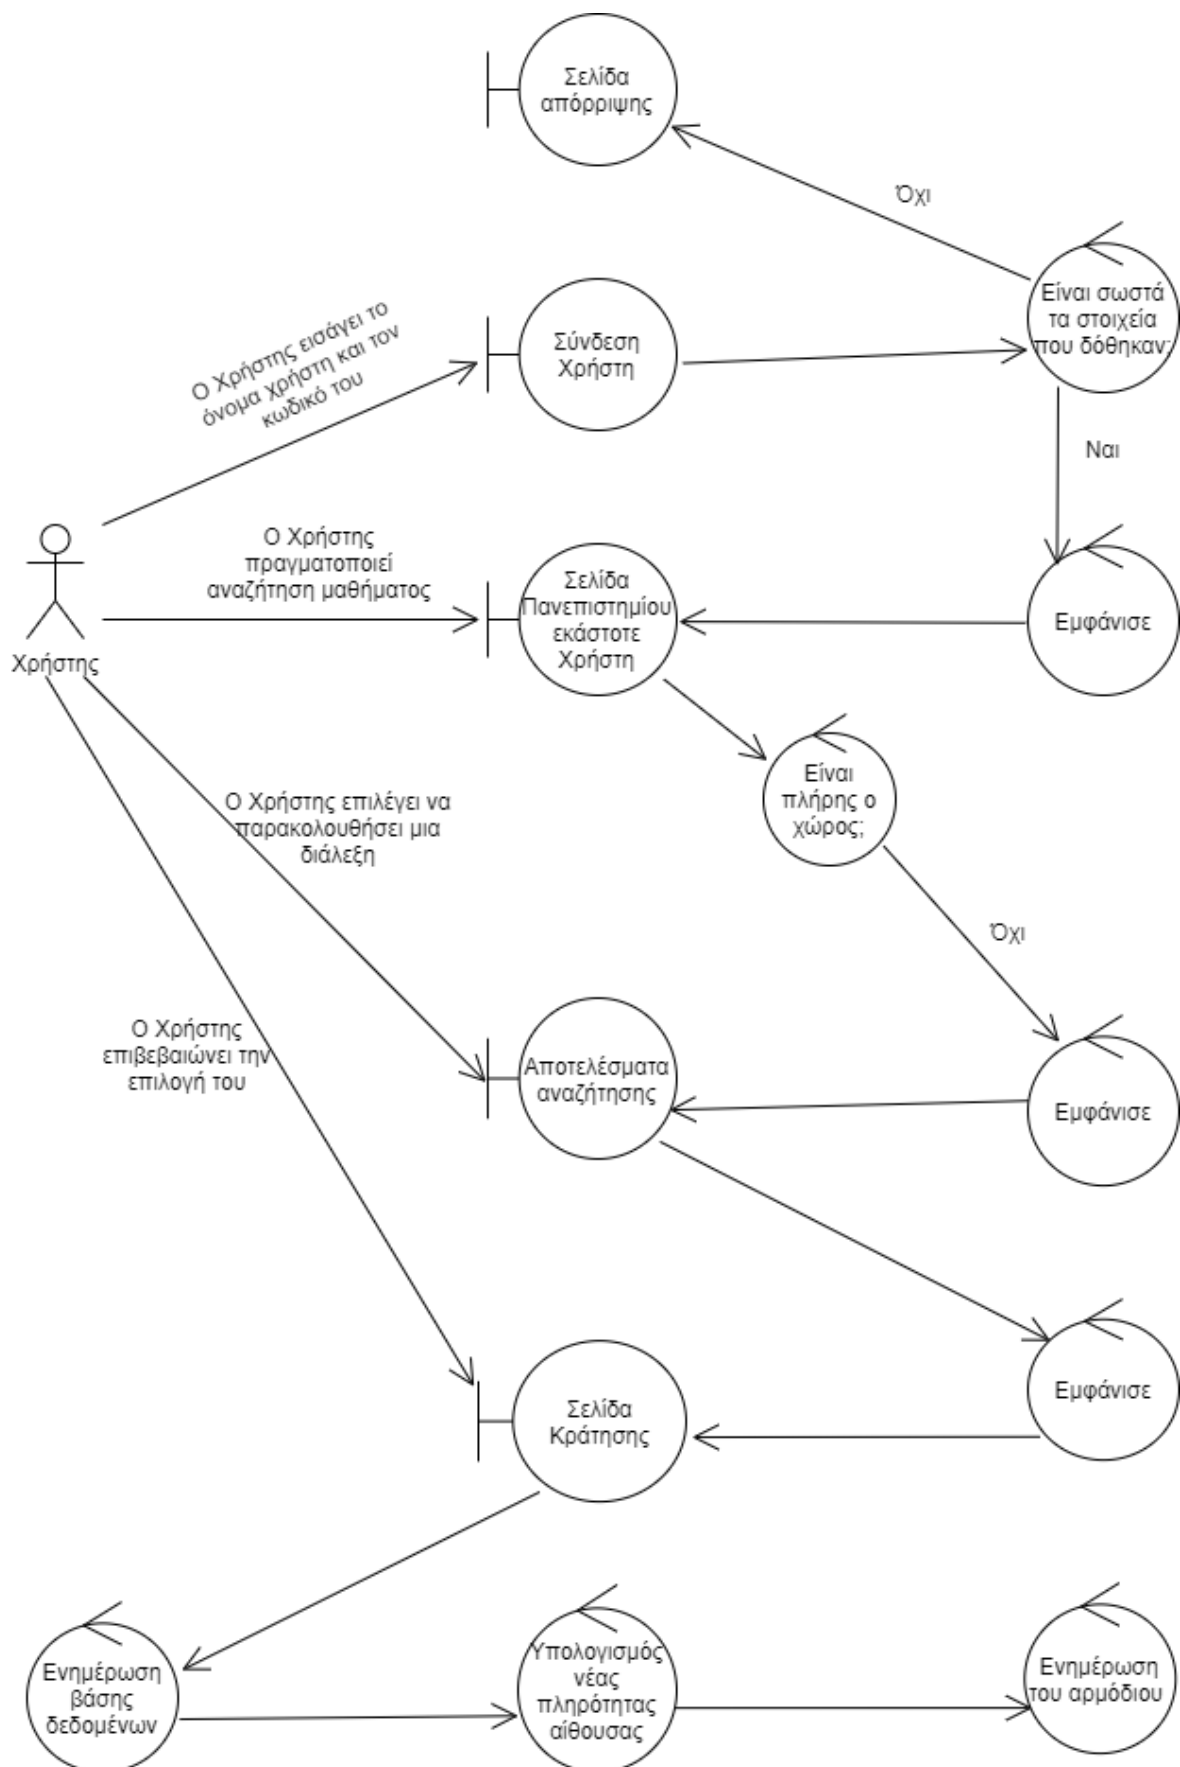 Σελίδα
απόρριψης
Όχι
Είναι σωστά
τα στοιχεία
που δόθηκαν;
Ο Χρήστης εισάγει το
όνομα χρήστη και τον
κωδικό του
Σύνδεση
Χρήστη
Ναι
Ο Χρήστης
πραγματοποιεί
αναζήτηση μαθήματος
Σελίδα
Πανεπιστημίου
εκάστοτε
Χρήστη
Εμφάνισε
Χρήστης
Είναι
πλήρης ο
χώρος;
Ο Χρήστης επιλέγει να
παρακολουθήσει μια
διάλεξη
Όχι
Ο Χρήστης
επιβεβαιώνει την
επιλογή του
Αποτελέσματα
αναζήτησης
Εμφάνισε
Εμφάνισε
Σελίδα
Κράτησης
Ενημέρωση
βάσης
δεδομένων
Υπολογισμός
νέας
πληρότητας
αίθουσας
Ενημέρωση
του αρμόδιου